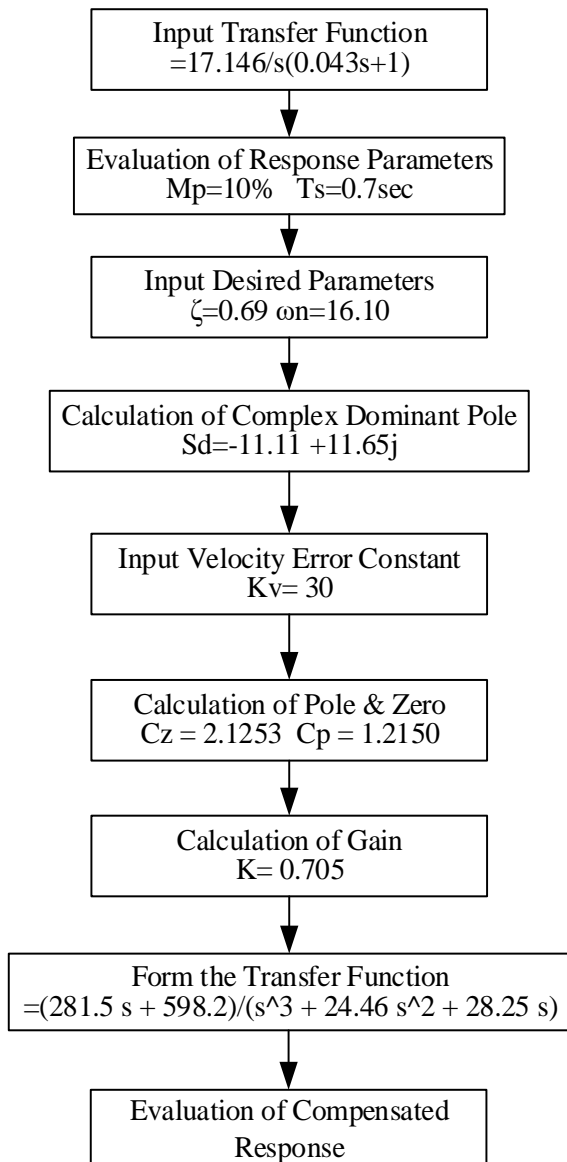 Input Transfer Function
=17.146/s(0.043s+1)
Evaluation of Response Parameters
Mp=10% Ts=0.7sec
Input Desired Parameters
ζ=0.69 ωn=16.10
Calculation of Complex Dominant Pole
Sd=-11.11 +11.65j
Input Velocity Error Constant
Kv= 30
Calculation of Pole & Zero
Cz = 2.1253 Cp = 1.2150
Calculation of Gain
K= 0.705
Form the Transfer Function
=(281.5 s + 598.2)/(s^3 + 24.46 s^2 + 28.25 s)
Evaluation of Compensated
Response